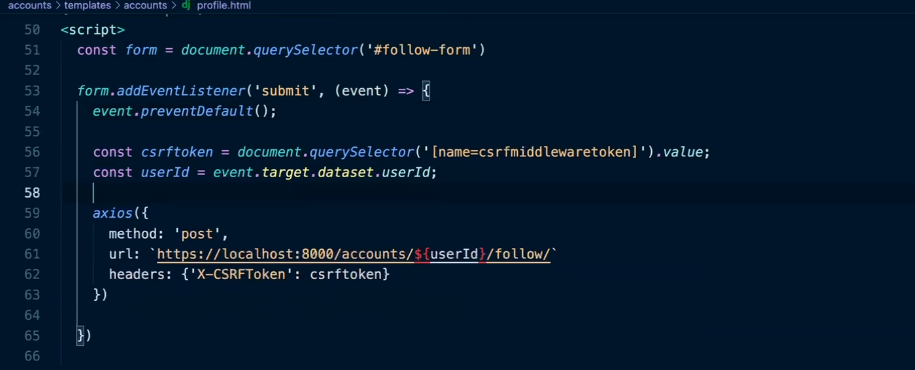 accounts > templates > accounts > dj profile.html
50 <script>
51 const form = document.querySelector('#follow-form')
52
53 form.addEventListener('submit', (event) => {
54 event.preventDefault();
55
56 const csrftoken = document.querySelector('[name=csrfmiddlewaretoken]').value;
57 const userId = event.target.dataset.userId;
58
59 axios({
60 method: 'post',
61 url: `https://localhost:8000/accounts/${userId}/follow/`
62 headers: {'X-CSRFToken': csrftoken}
63 })
64
65 })
66